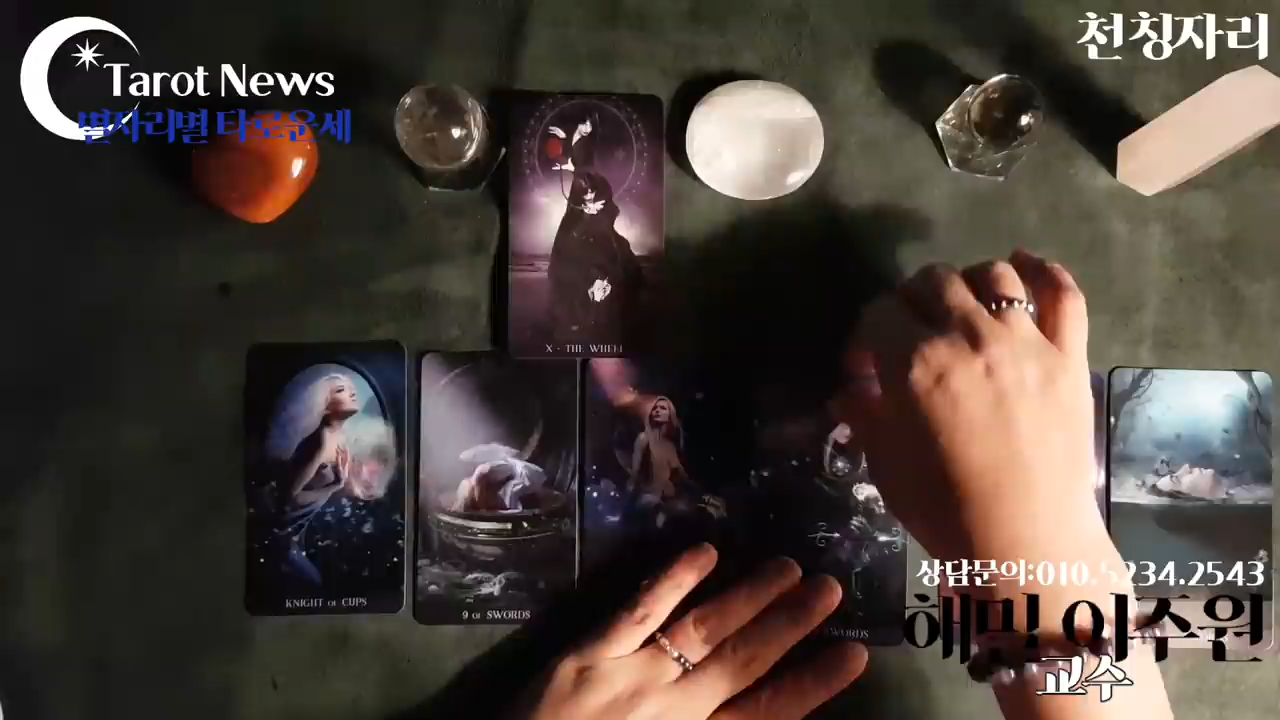 천칭자리
Tarot News
별자리별 타로운세
X · THE WHEEL
KNIGHT OF CUPS
9 OF SWORDS
SWORDS
상담문의:010.5234.2543
해민 이주원
교수